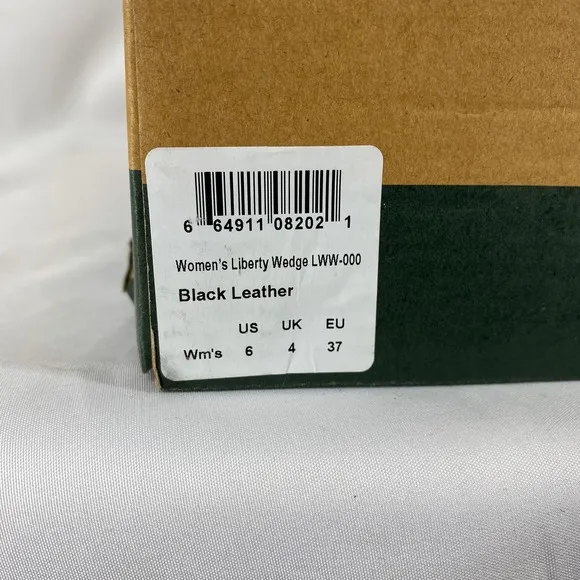 6 64911 08202 1
Women's Liberty Wedge LWW-000
Black Leather
US UK EU
Wm's 6 4 37